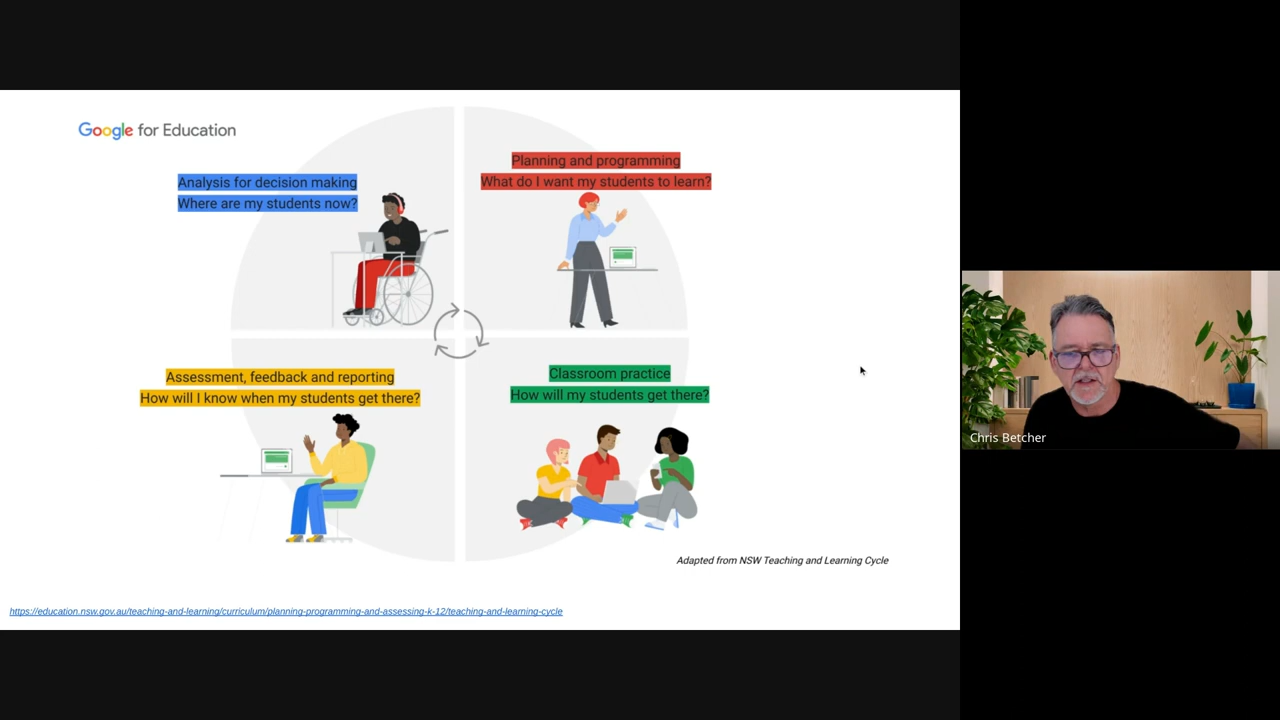 Google for Education
Analysis for decision making
Where are my students now?
Planning and programming
What do I want my students to learn?
Assessment, feedback and reporting
How will I know when my students get there?
Classroom practice
How will my students get there?
Adapted from NSW Teaching and Learning Cycle
https://education.nsw.gov.au/teaching-and-learning/curriculum/planning-programming-and-assessing-k-12/teaching-and-learning-cycle
Chris Betcher